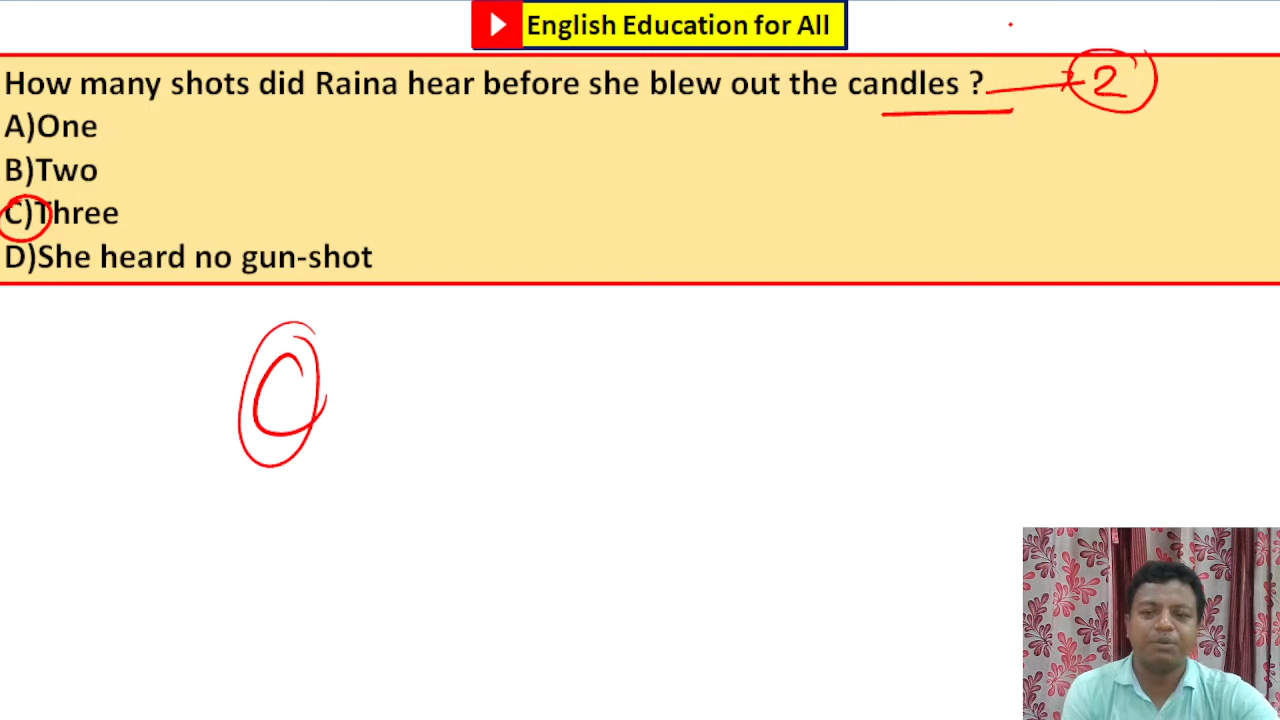 English Education for All
How many shots did Raina hear before she blew out the candles ? 2
A)One
B)Two
C)Three
D)She heard no gun-shot
C